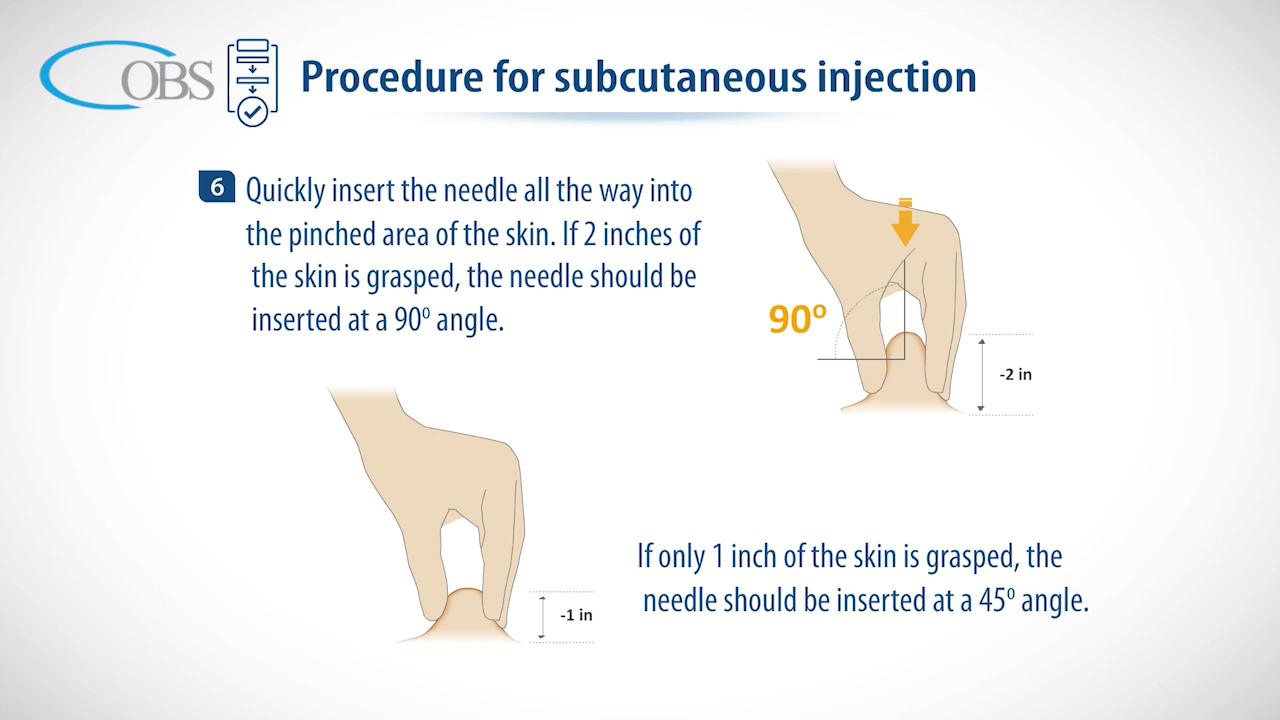 OBS
Procedure for subcutaneous injection
6 Quickly insert the needle all the way into
the pinched area of the skin. If 2 inches of
the skin is grasped, the needle should be
inserted at a 90º angle.
90º
-2 in
-1 in
If only 1 inch of the skin is grasped, the
needle should be inserted at a 45º angle.